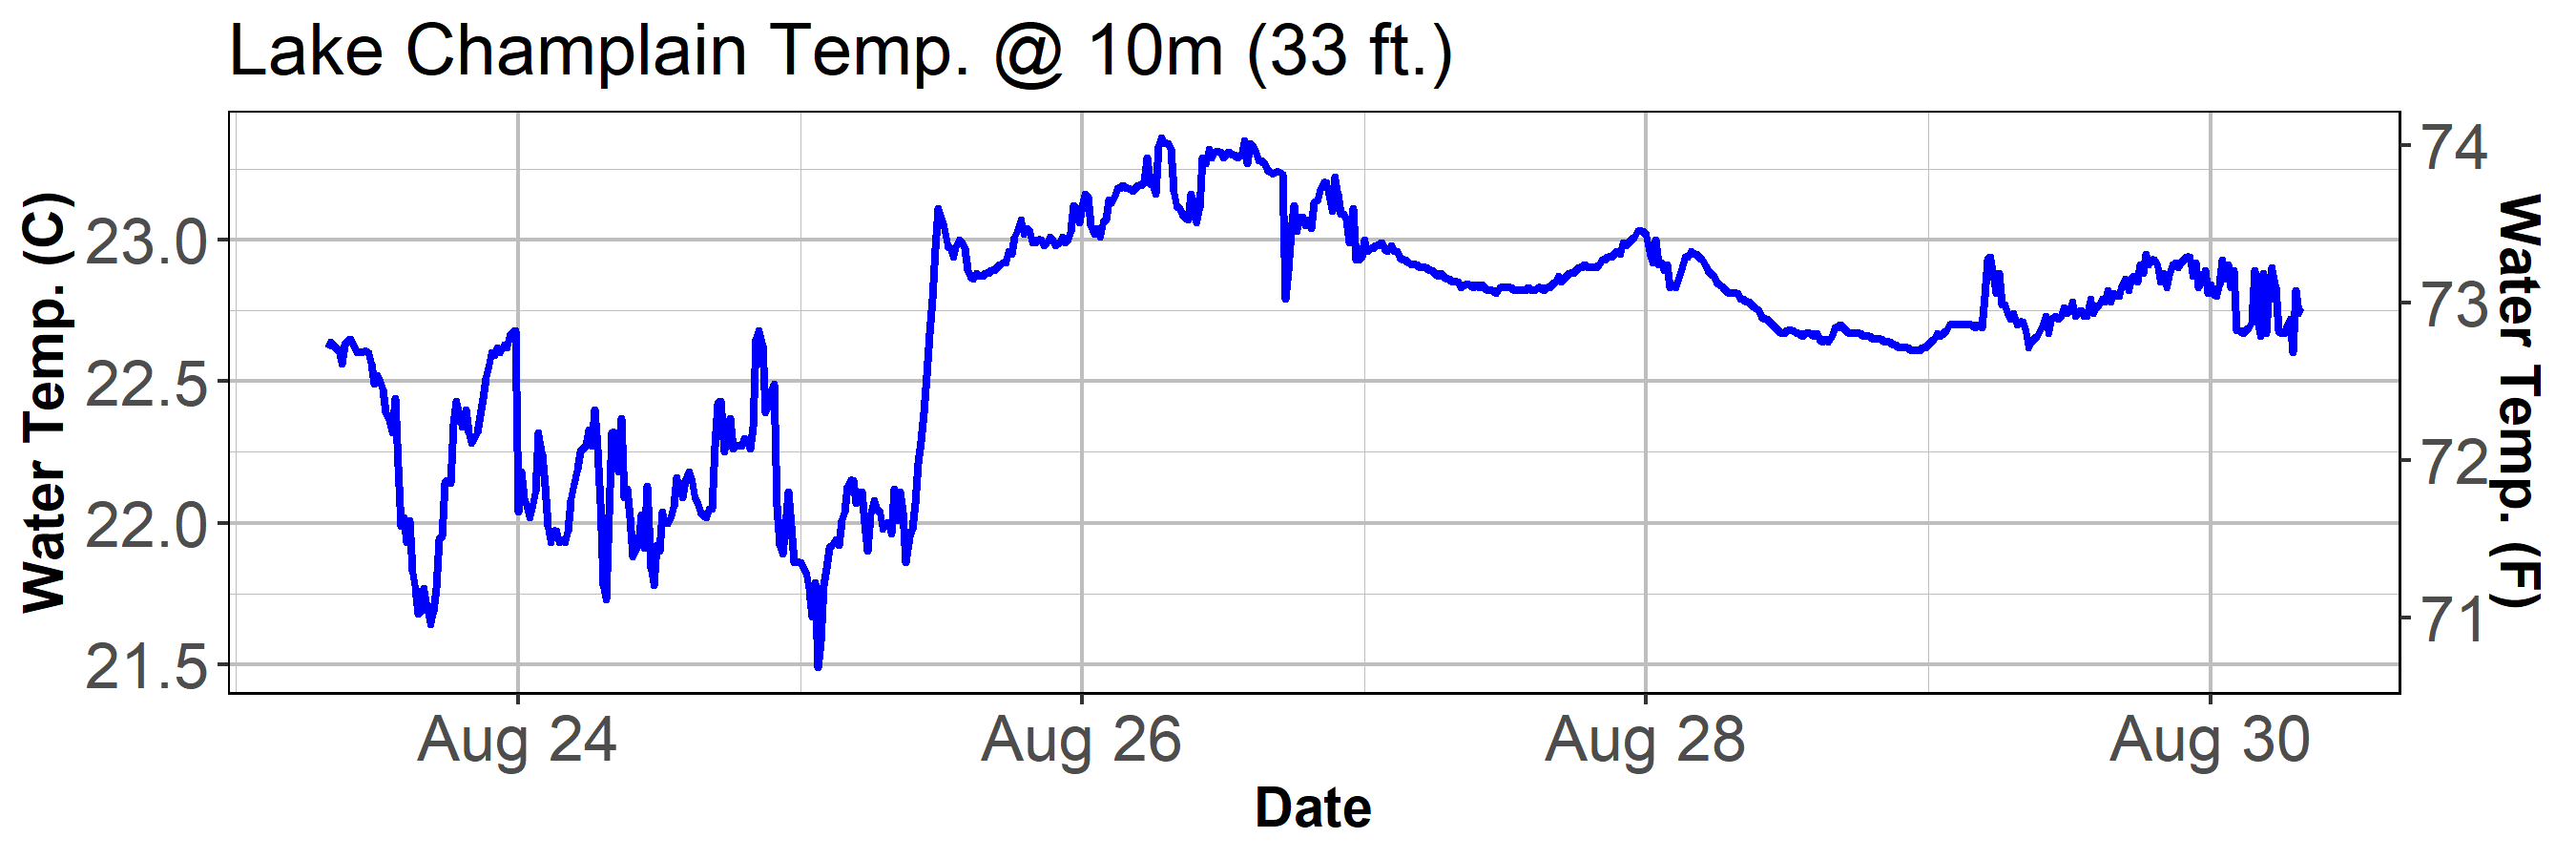 Lake Champlain Temp. @ 10m (33 ft.)
Water Temp. (C)
23.0
22.5
22.0
21.5
74
73
72
71
Water Temp. (F)
Aug 24
Aug 26
Aug 28
Aug 30
Date